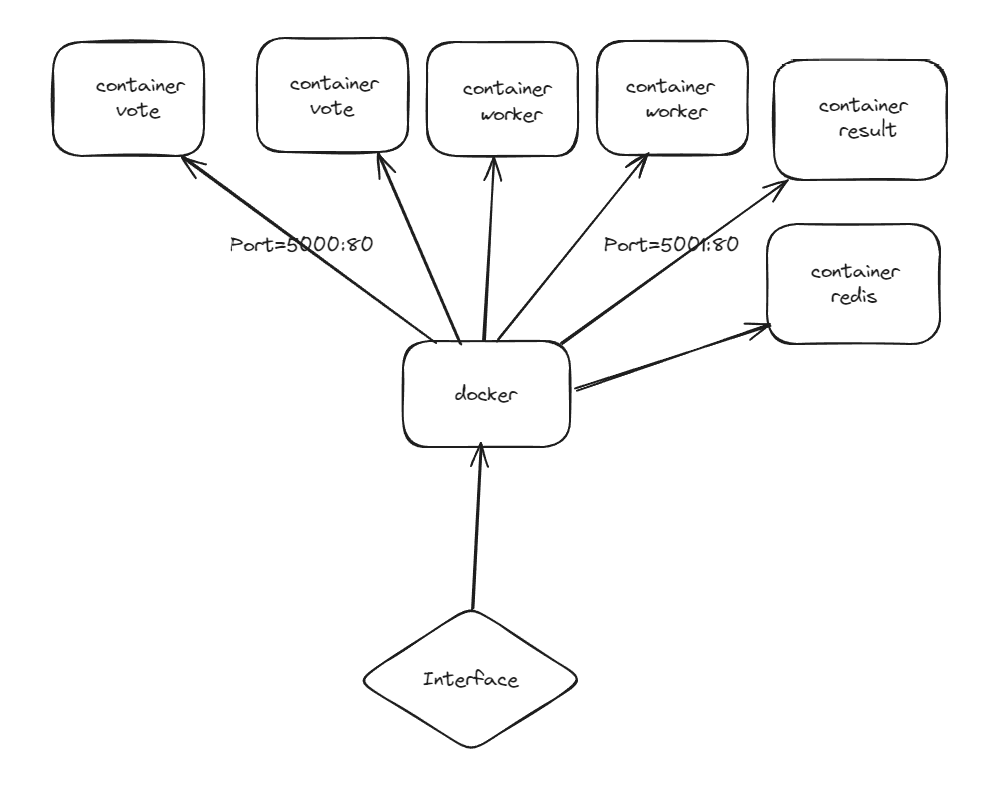 container
vote
container
vote
container
worker
container
worker
container
result
Port=5000:80
Port=5001:80
container
redis
docker
Interface